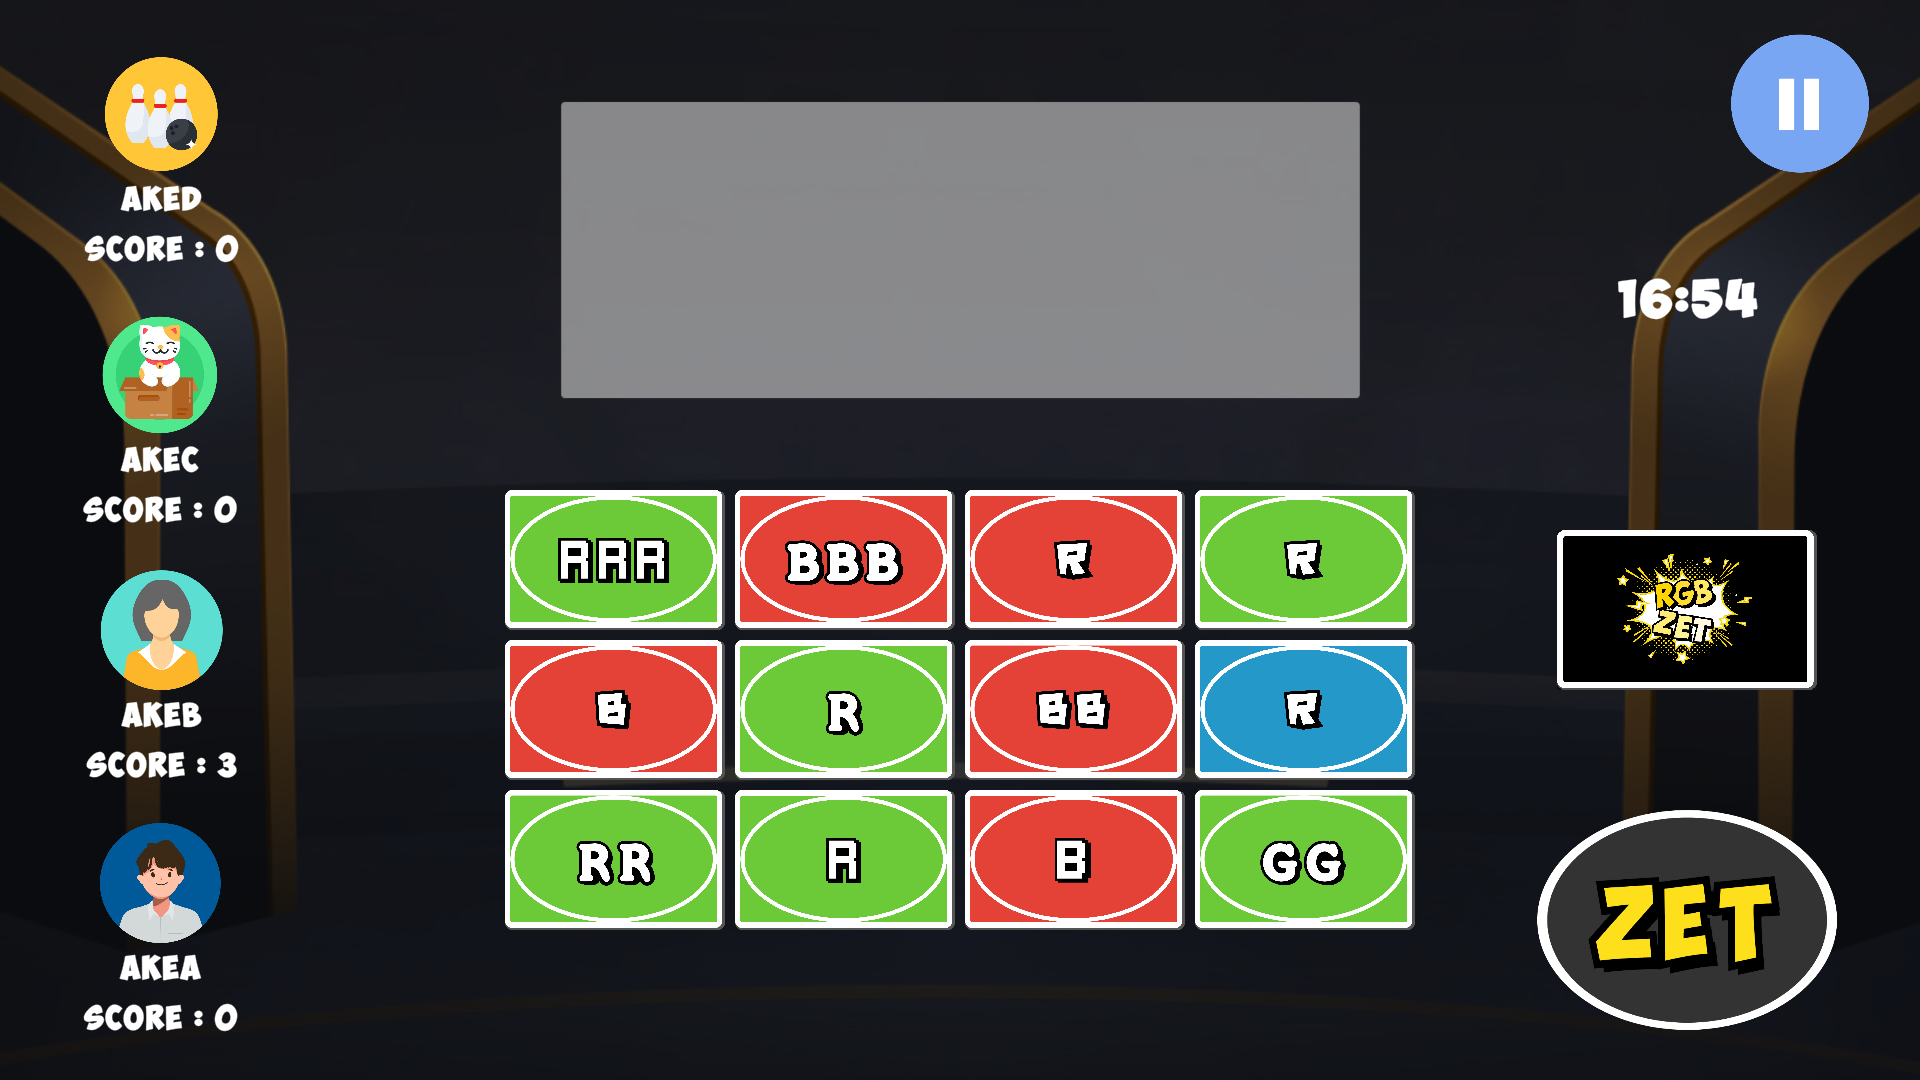 AKED
SCORE : 0
AKEC
SCORE : 0
AKEB
SCORE : 3
AKEA
SCORE : 0
RRR
BBB
R
R
B
R
BB
R
RR
R
B
GG
16:54
RGB
ZET
ZET